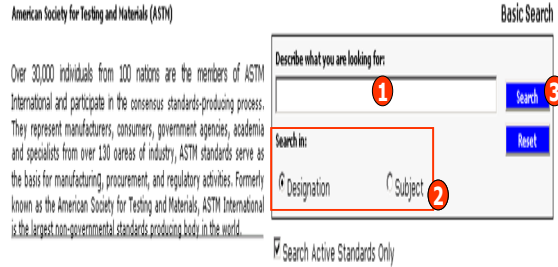 American Society for Testing and Materials (ASTM)
Basic Search
Over 30,000 individuals from 100 nations are the members of ASTM
International and participate in the consensus standards-producing process.
They represent manufacturers, consumers, government agencies, academia
and specialists from over 130 oareas of industry, ASTM standards serve as
the basis for manufacturing, procurement, and regulatory activities. Formerly
known as the American Society for Testing and Materials, ASTM International
is the largest non-governmental standards producing body in the world.
Describe what you are looking for:
1
Search
3
Reset
Search in:
Designation
Subject
2
Search Active Standards Only